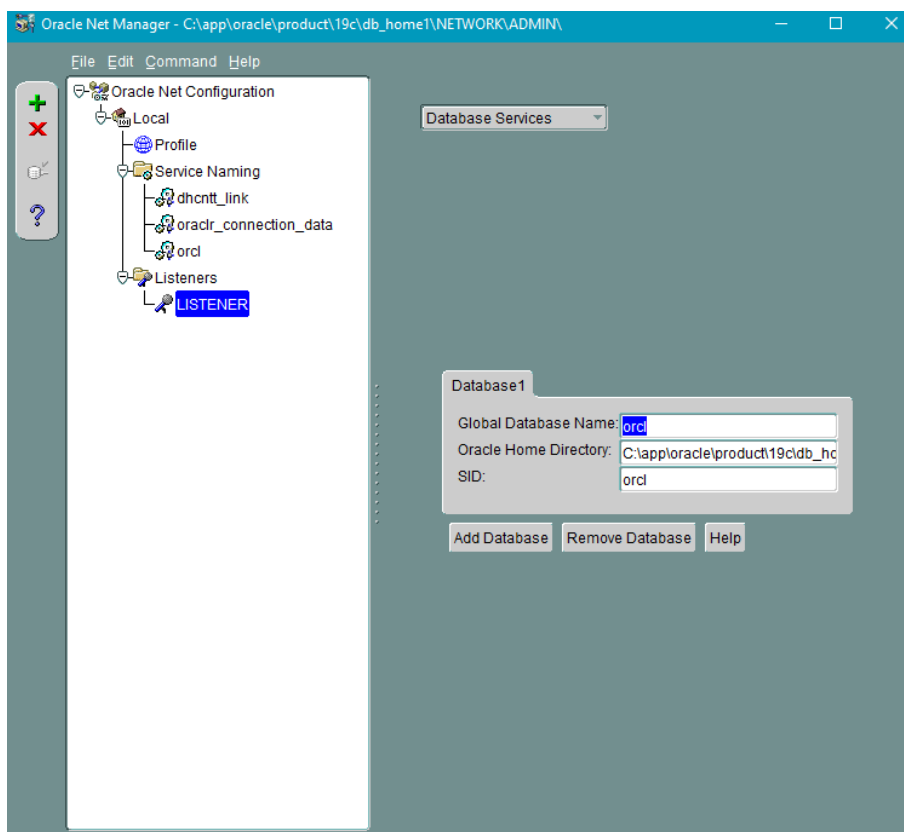 Oracle Net Manager - C:\app\oracle\product\19c\db_home1\NETWORK\ADMIN\
File Edit Command Help
Oracle Net Configuration
Local
Profile
Service Naming
dhcntt_link
oraclr_connection_data
orcl
Listeners
LISTENER
Database Services
Database1
Global Database Name: orcl
Oracle Home Directory: C:\app\oracle\product\19c\db_hc
SID: orcl
Add Database Remove Database Help